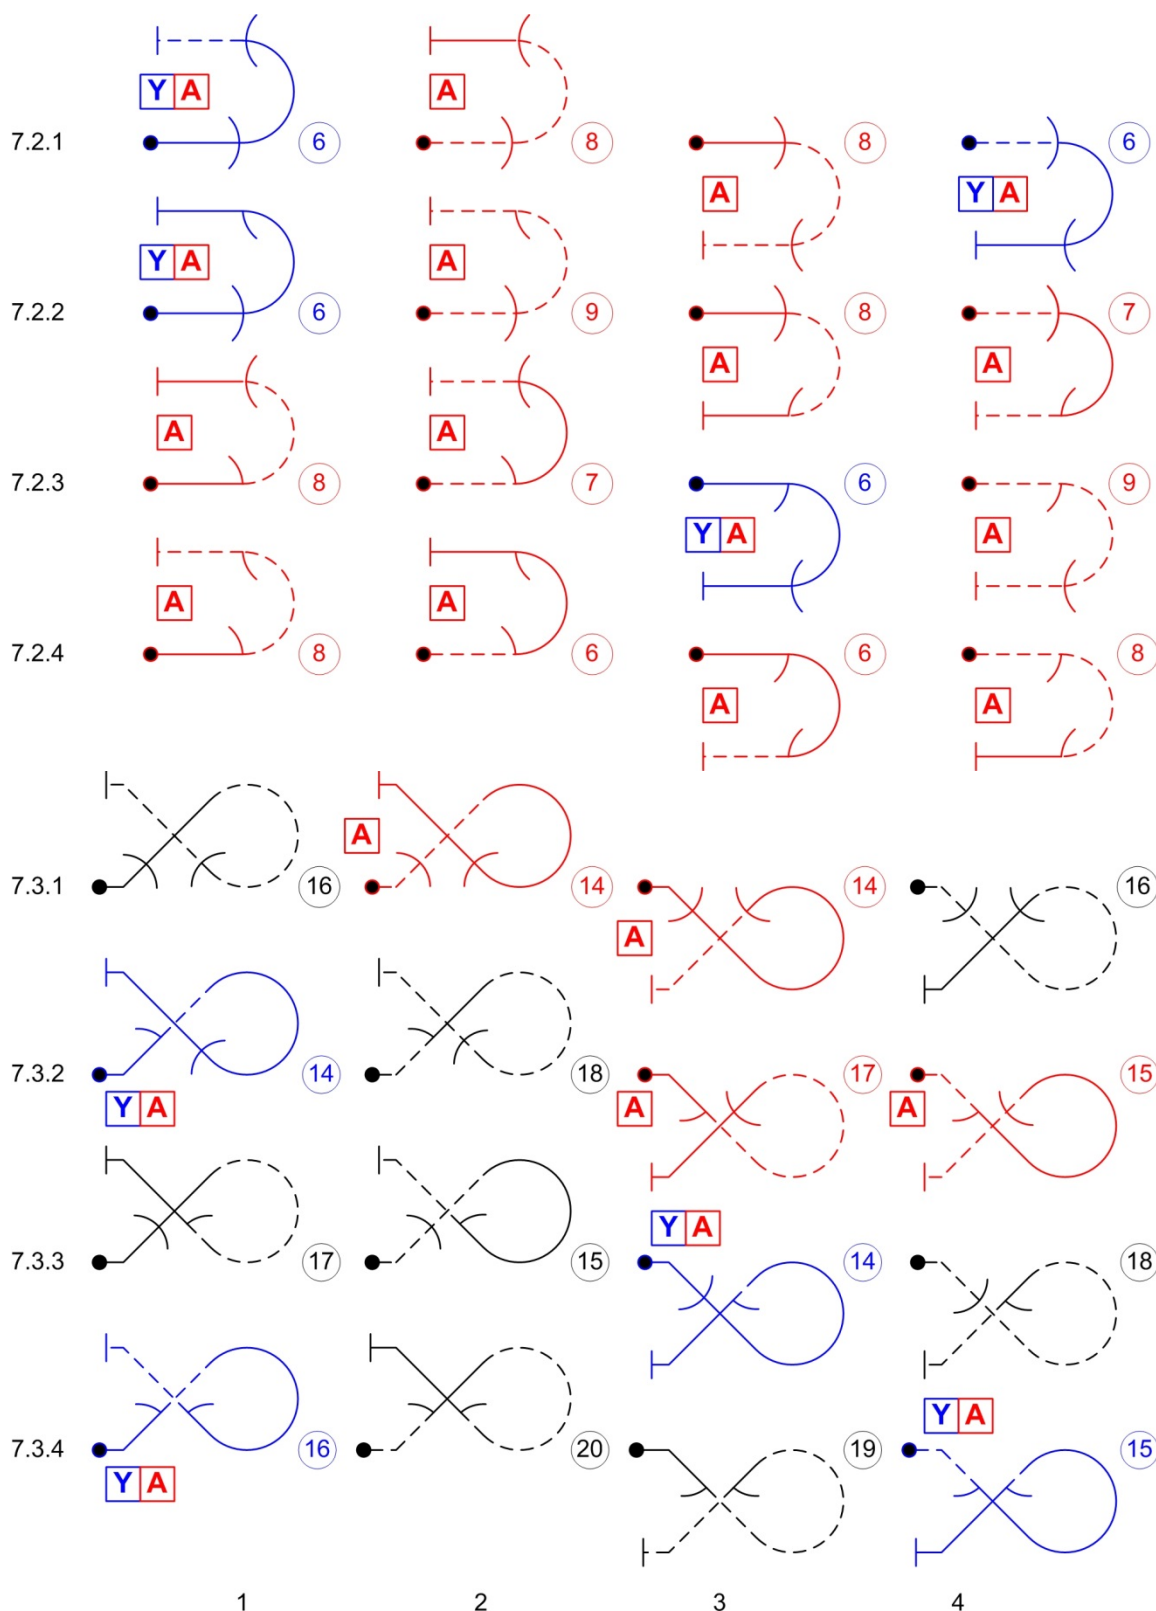 Y A
A
7.2.1 6 8 8 6
A Y A
Y A A
7.2.2 6 9 8 7
A A
A A
7.2.3 8 7 6 9
Y A A
A A
7.2.4 8 6 6 8
A A
A
7.3.1 16 14 14 16
A
7.3.2 14 18 17 15
Y A A A
Y A
7.3.3 17 15 14 18
Y A
7.3.4 16 20 19 15
Y A
1 2 3 4